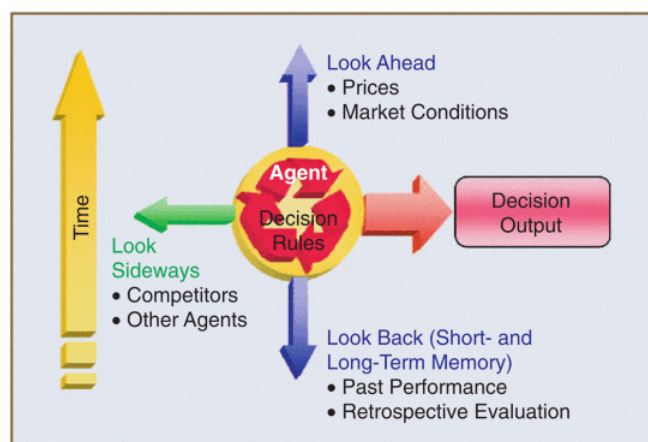 Look Ahead
• Prices
• Market Conditions
Time
Agent
Decision
Rules
Decision
Output
Look
Sideways
• Competitors
• Other Agents
Look Back (Short- and
Long-Term Memory)
• Past Performance
• Retrospective Evaluation